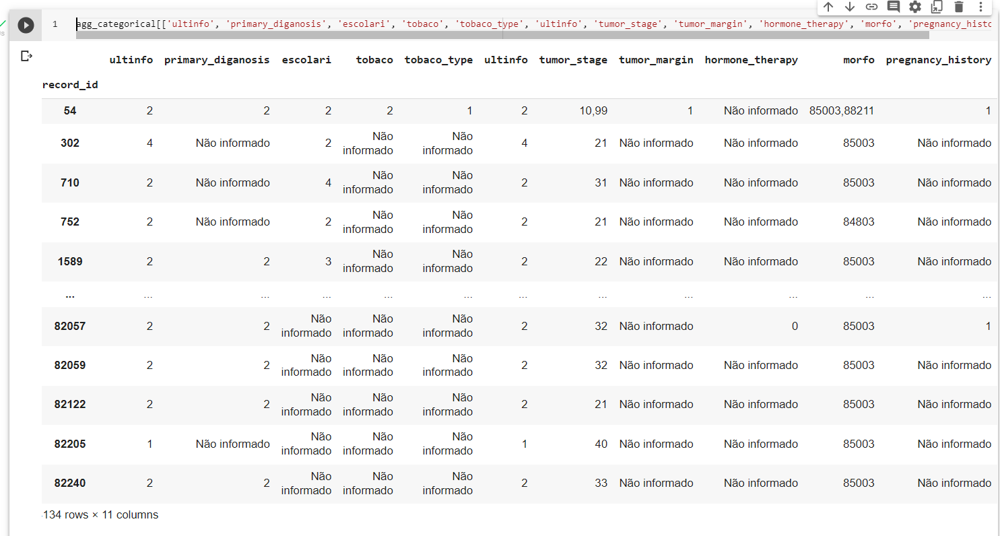 1 agg_categorical[['ultinfo', 'primary_diganosis', 'escolari', 'tobaco', 'tobaco_type', 'ultinfo', 'tumor_stage', 'tumor_margin', 'hormone_therapy', 'morfo', 'pregnancy_histo
ultinfo primary_diganosis escolari tobaco tobaco_type ultinfo tumor_stage tumor_margin hormone_therapy morfo pregnancy_history
record_id
54 2 2 2 2 1 2 10,99 1 Não informado 85003,88211 1
302 4 Não informado 2 Não informado Não informado 4 21 Não informado Não informado 85003 Não informado
710 2 Não informado 4 Não informado Não informado 2 31 Não informado Não informado 85003 Não informado
752 2 Não informado 2 Não informado Não informado 2 21 Não informado Não informado 84803 Não informado
1589 2 2 3 Não informado Não informado 2 22 Não informado Não informado 85003 Não informado
... ... ... ... ... ... ... ... ... ... ... ...
82057 2 2 Não informado Não informado Não informado 2 32 Não informado 0 85003 1
82059 2 2 Não informado Não informado Não informado 2 32 Não informado Não informado 85003 Não informado
82122 2 2 Não informado Não informado Não informado 2 21 Não informado Não informado 85003 Não informado
82205 1 Não informado Não informado Não informado Não informado 1 40 Não informado Não informado 85003 Não informado
82240 2 2 Não informado Não informado Não informado 2 33 Não informado Não informado 85003 Não informado
134 rows × 11 columns